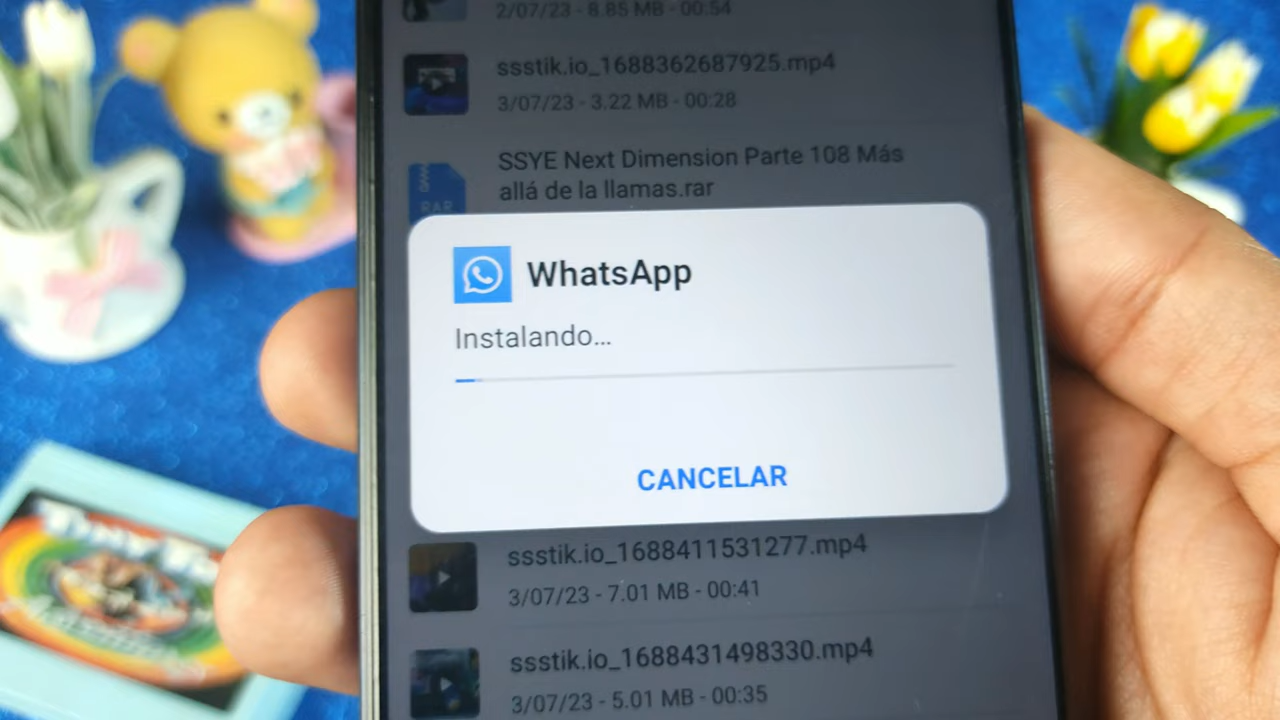 2/07/23 - 8.85 MB - 00:54
ssstik.io_1688362687925.mp4
3/07/23 - 3.22 MB - 00:28
SSYE Next Dimension Parte 108 Más
allá de la llamas.rar
RAR
WhatsApp
Instalando...
CANCELAR
ssstik.io_1688411531277.mp4
3/07/23 - 7.01 MB - 00:41
ssstik.io_1688431498330.mp4
3/07/23 - 5.01 MB - 00:35